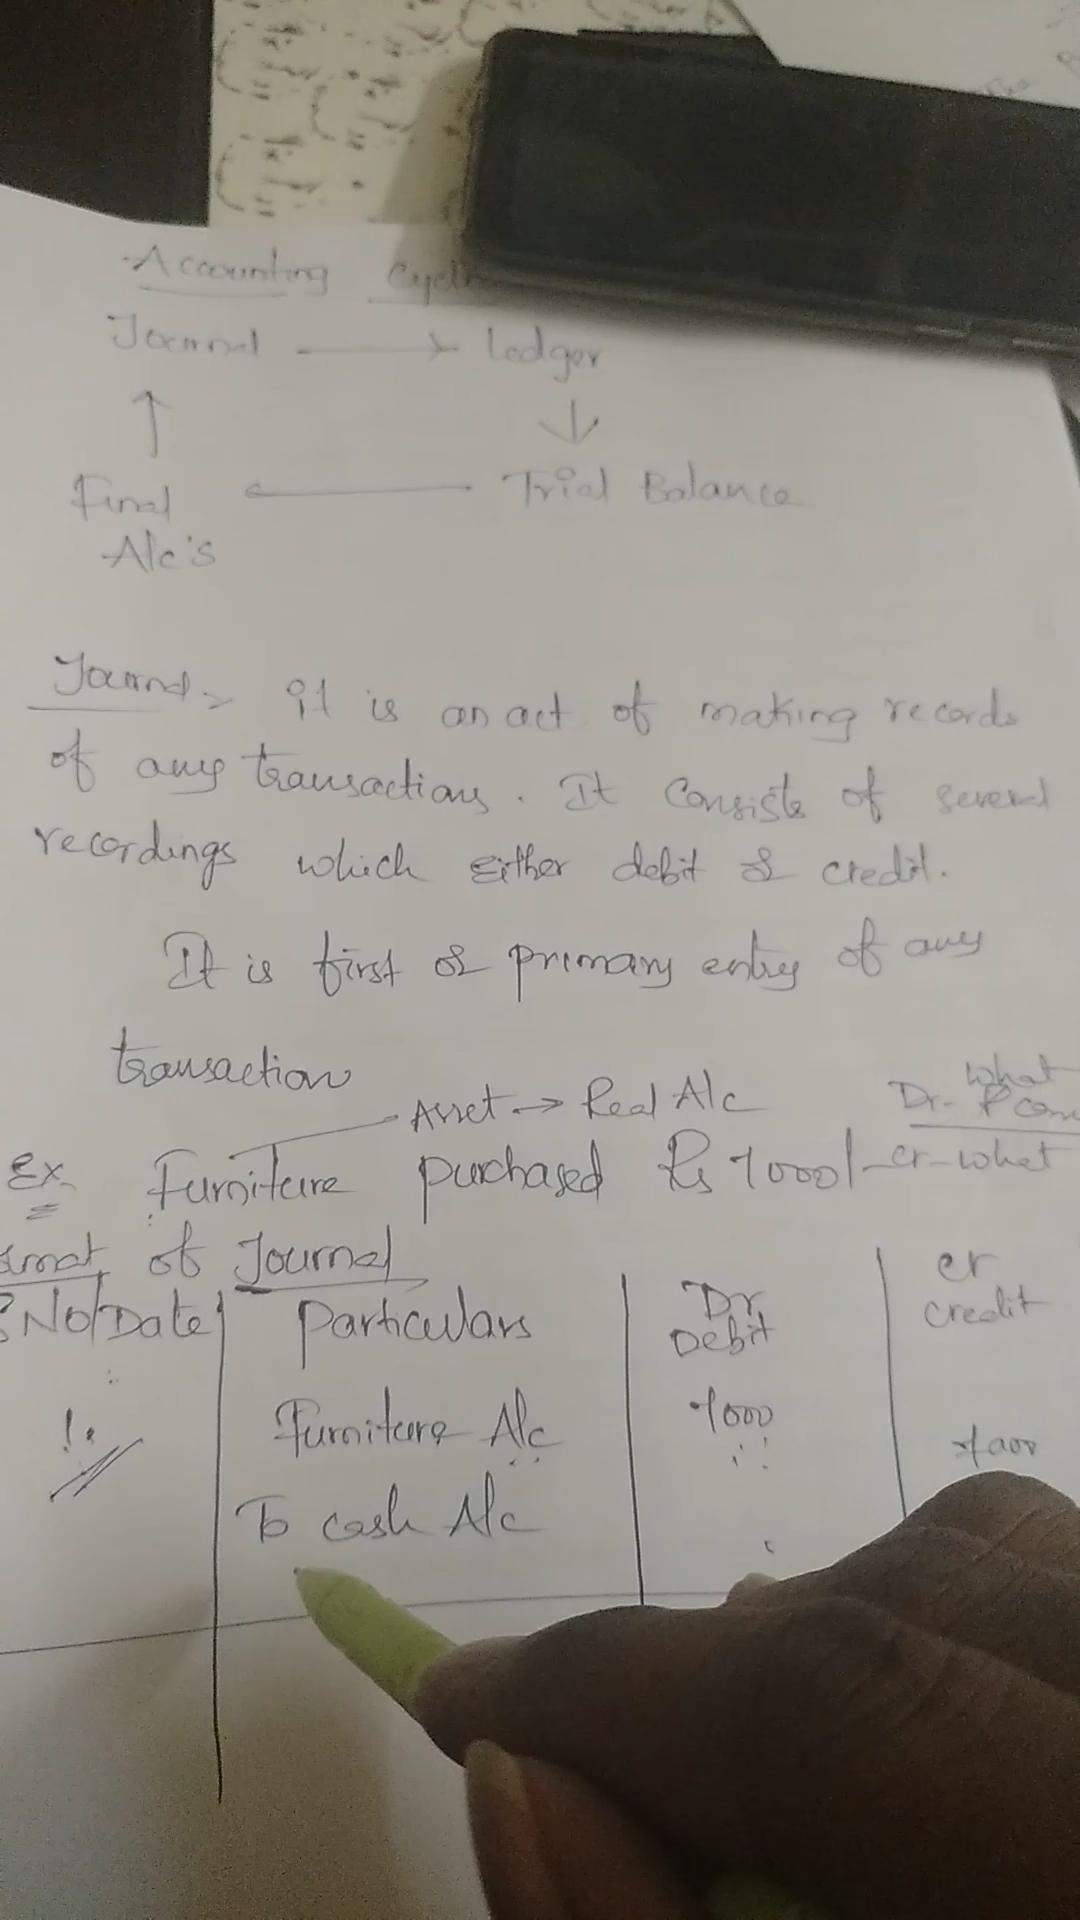 Accounting Cycle
Journal → Ledger
↑ ↓
Final ← Trial Balance
A/c's
Journal it is an act of making records
of any transactions. It consists of several
recordings which either debit or credit.
It is first or primary entry of any
transaction
Asset → Real A/c
Dr- what
Ex Furniture purchased Rs 1000/- cr-what
of Journal
No/Date Particulars Dr Debit cr credit
1. Furniture A/c 1000
To cash A/c 1000